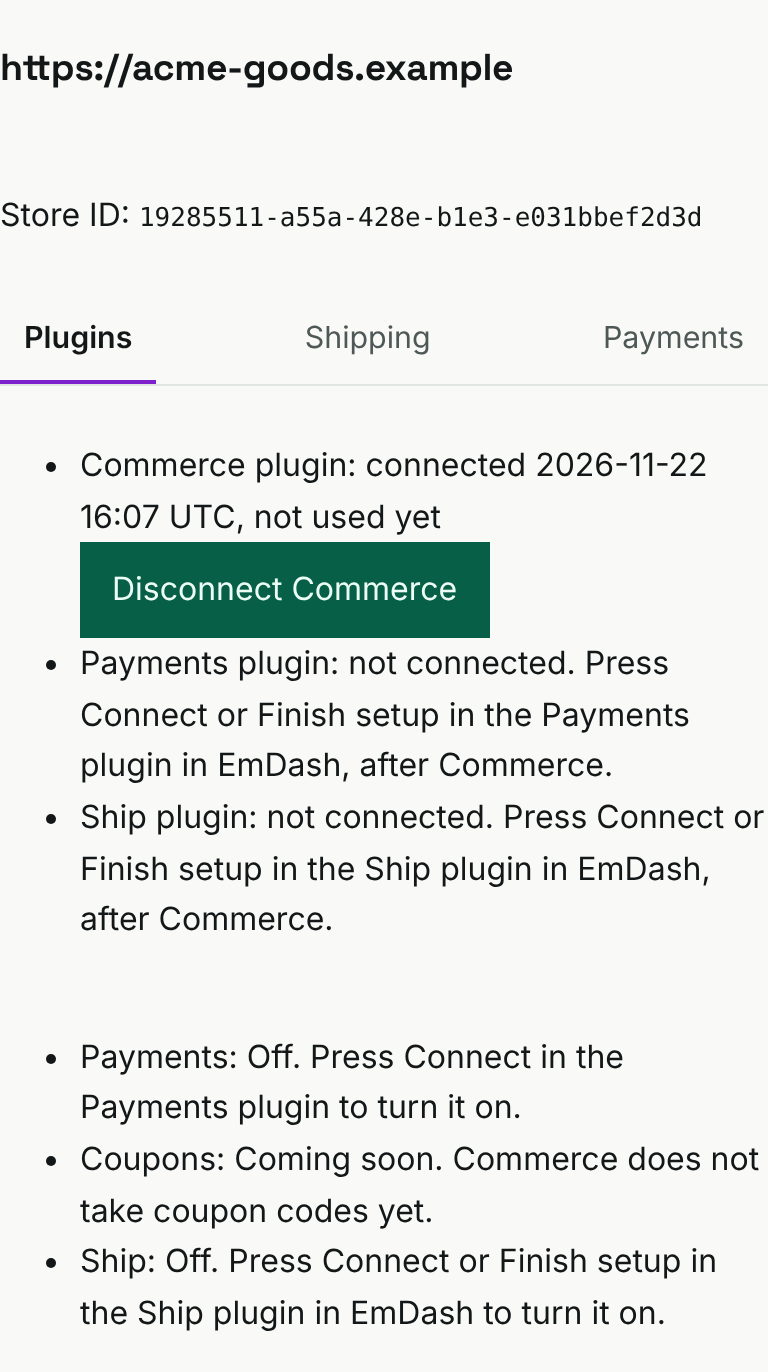 https://acme-goods.example
Store ID: 19285511-a55a-428e-b1e3-e031bbef2d3d
Plugins Shipping Payments
• Commerce plugin: connected 2026-11-22
16:07 UTC, not used yet
Disconnect Commerce
• Payments plugin: not connected. Press
Connect or Finish setup in the Payments
plugin in EmDash, after Commerce.
• Ship plugin: not connected. Press Connect or
Finish setup in the Ship plugin in EmDash,
after Commerce.
• Payments: Off. Press Connect in the
Payments plugin to turn it on.
• Coupons: Coming soon. Commerce does not
take coupon codes yet.
• Ship: Off. Press Connect or Finish setup in
the Ship plugin in EmDash to turn it on.